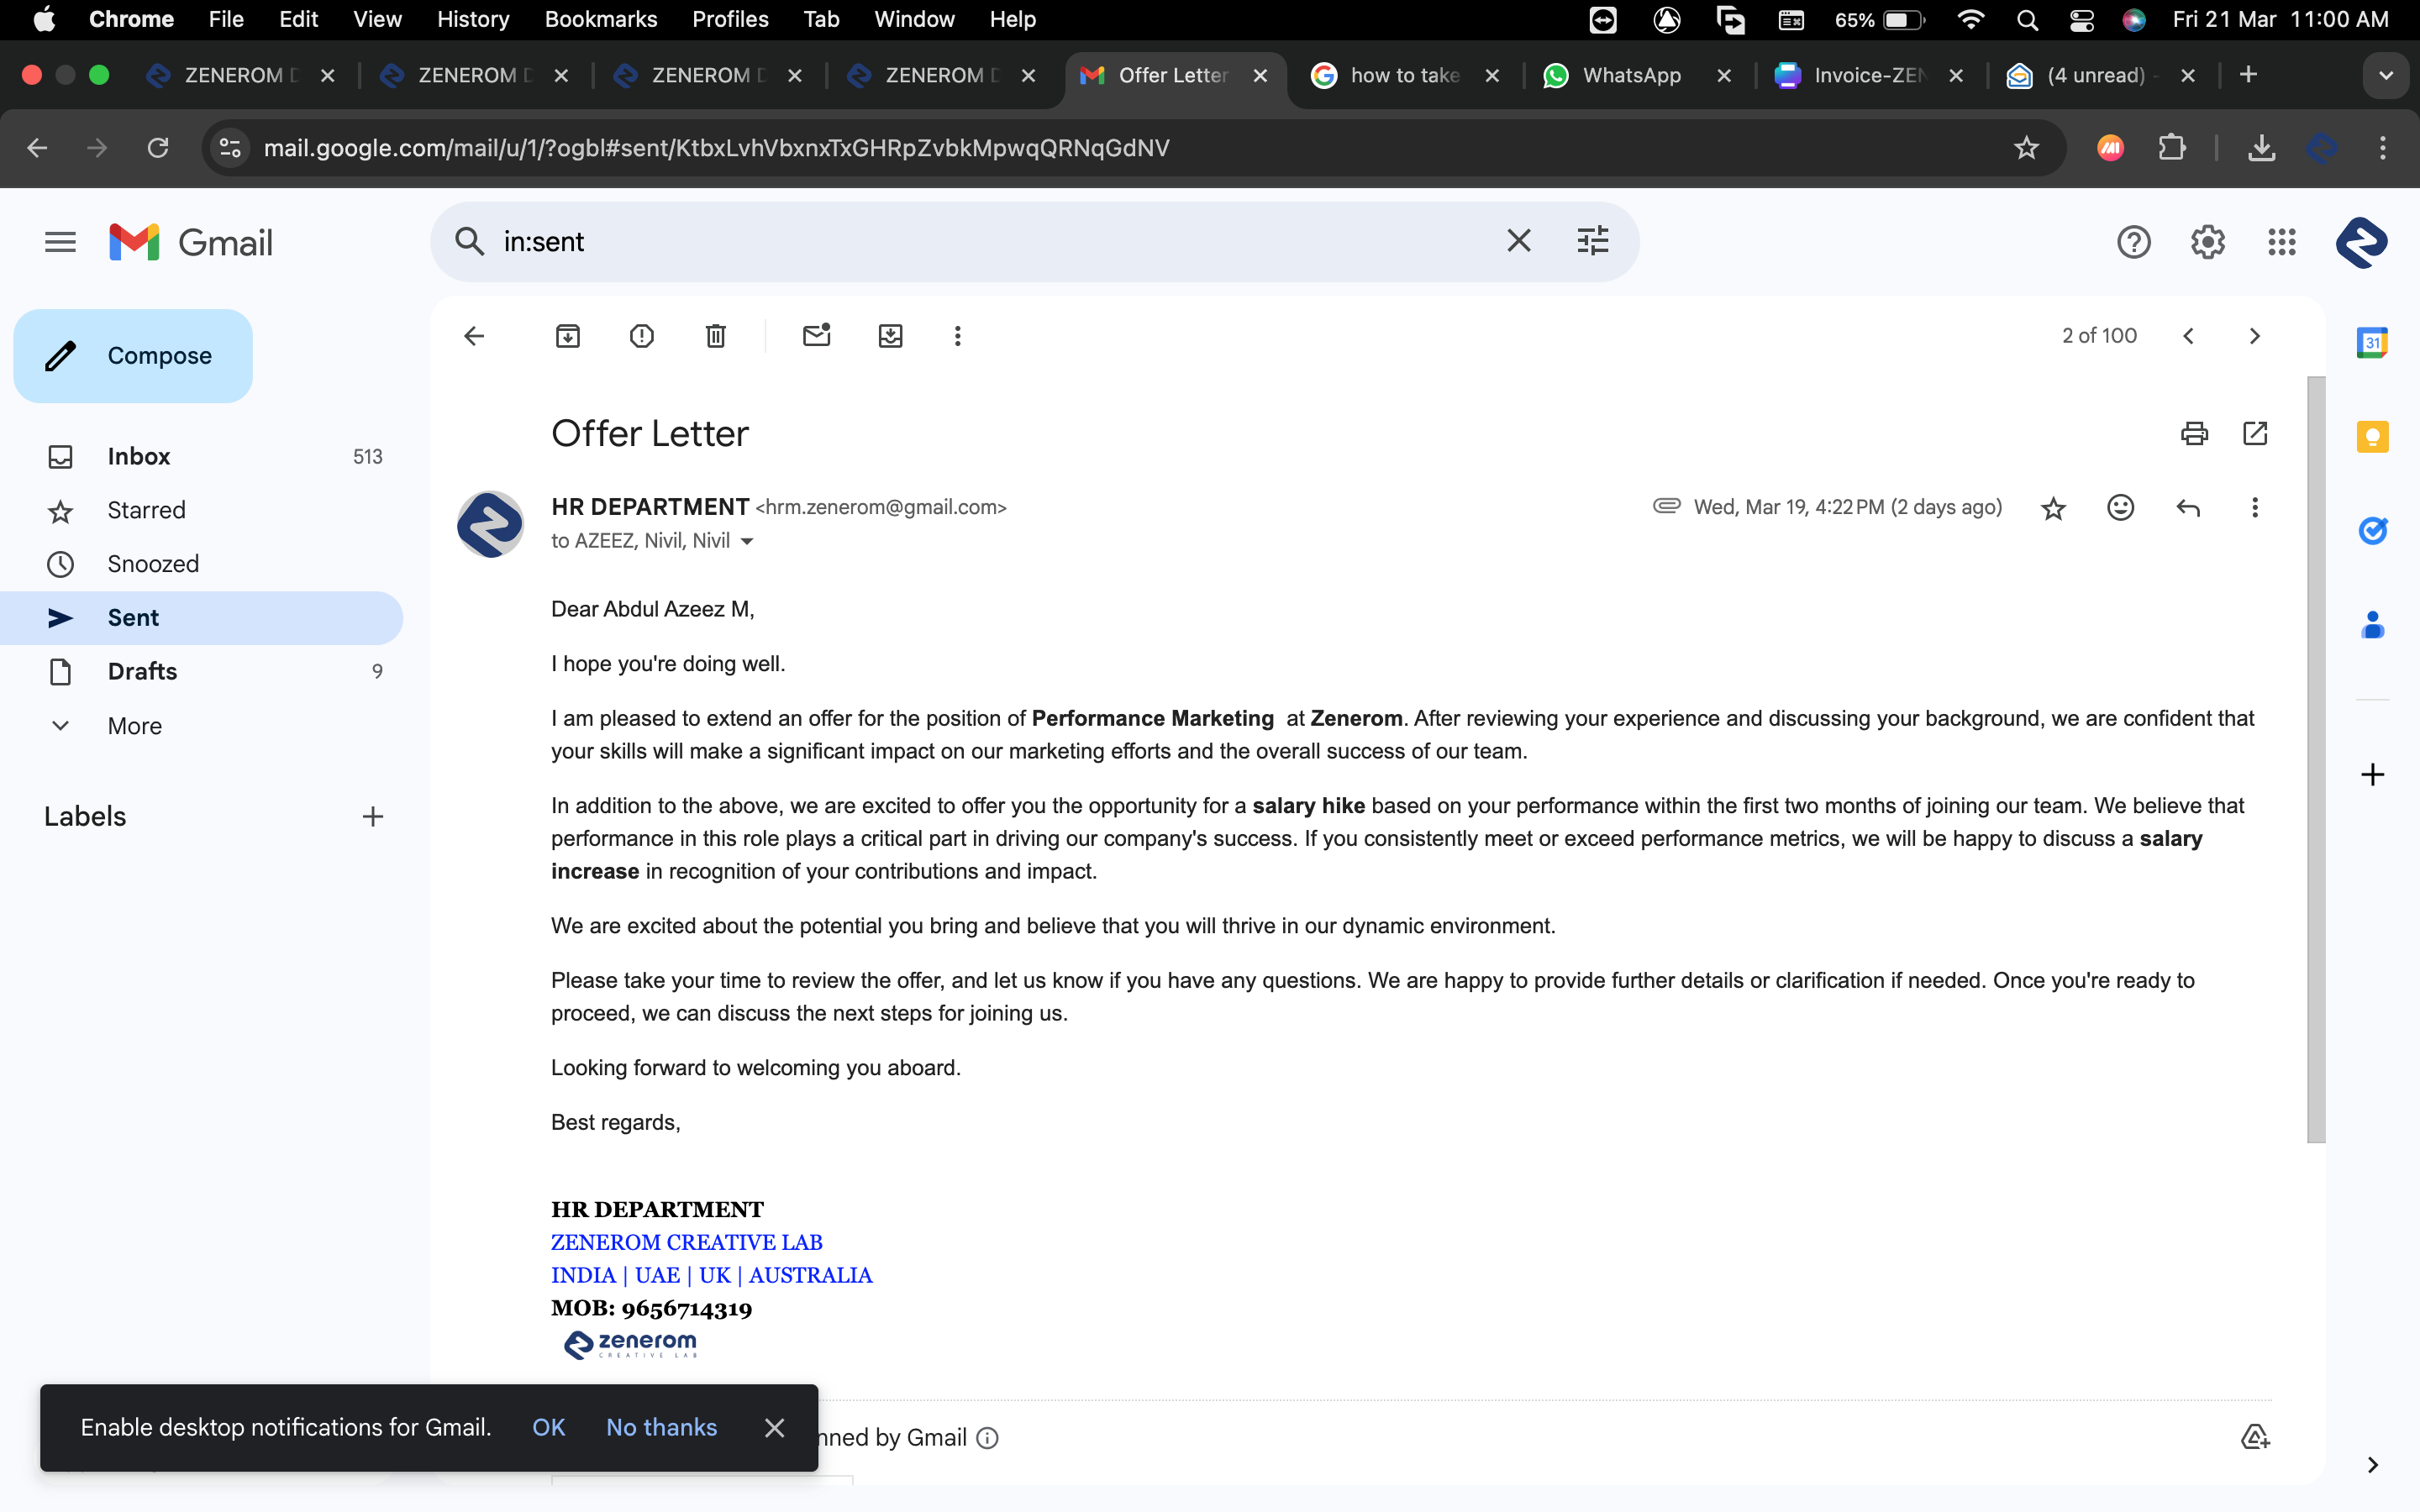 Chrome File Edit View History Bookmarks Profiles Tab Window Help 65% Fri 21 Mar 11:00 AM
ZENEROM D ZENEROM D ZENEROM D ZENEROM D Offer Letter how to take WhatsApp Invoice-ZEN (4 unread) -
mail.google.com/mail/u/1/?ogbl#sent/KtbxLvhVbxnxTxGHRpZvbkMpwqQRNqGdNV
Gmail in:sent
Compose
2 of 100
31
Offer Letter
Inbox 513
Starred
Snoozed
Sent
Drafts 9
More
Labels
HR DEPARTMENT <hrm.zenerom@gmail.com> Wed, Mar 19, 4:22 PM (2 days ago)
to AZEEZ, Nivil, Nivil
Dear Abdul Azeez M,
I hope you're doing well.
I am pleased to extend an offer for the position of Performance Marketing at Zenerom. After reviewing your experience and discussing your background, we are confident that
your skills will make a significant impact on our marketing efforts and the overall success of our team.
In addition to the above, we are excited to offer you the opportunity for a salary hike based on your performance within the first two months of joining our team. We believe that
performance in this role plays a critical part in driving our company's success. If you consistently meet or exceed performance metrics, we will be happy to discuss a salary
increase in recognition of your contributions and impact.
We are excited about the potential you bring and believe that you will thrive in our dynamic environment.
Please take your time to review the offer, and let us know if you have any questions. We are happy to provide further details or clarification if needed. Once you're ready to
proceed, we can discuss the next steps for joining us.
Looking forward to welcoming you aboard.
Best regards,
HR DEPARTMENT
ZENEROM CREATIVE LAB
INDIA | UAE | UK | AUSTRALIA
MOB: 9656714319
zenerom
CREATIVE LAB
Enable desktop notifications for Gmail. OK No thanks
nned by Gmail